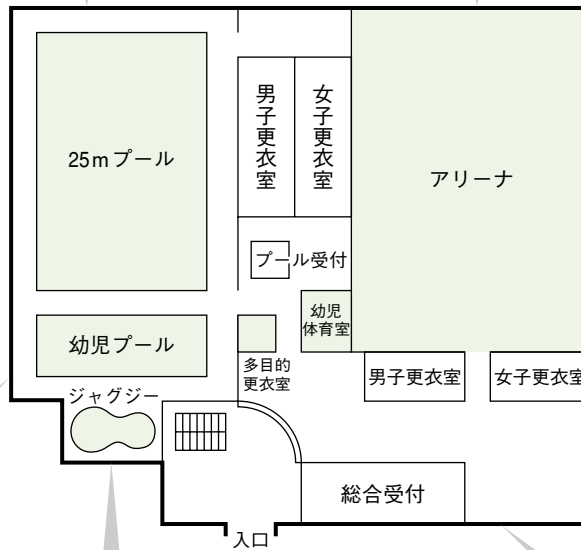 25mプール
男子更衣室
女子更衣室
アリーナ
プール受付
幼児
体育室
幼児プール
多目的
更衣室
男子更衣室
女子更衣室
ジャグジー
総合受付
入口